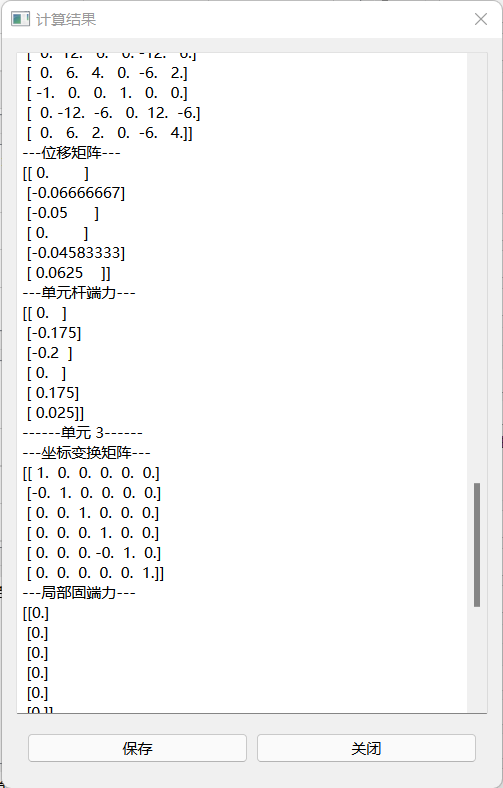 计算结果
[  0.  12.   6.   0. -12.   6.]
[  0.   6.   4.   0.  -6.   2.]
[ -1.   0.   0.   1.   0.   0.]
[  0. -12.  -6.   0.  12.  -6.]
[  0.   6.   2.   0.  -6.   4.]]
---位移矩阵---
[[ 0.        ]
[-0.06666667]
[-0.05      ]
[ 0.        ]
[-0.04583333]
[ 0.0625    ]]
---单元杆端力---
[[ 0.   ]
[-0.175]
[-0.2  ]
[ 0.   ]
[ 0.175]
[ 0.025]]
------单元 3------
---坐标变换矩阵---
[[ 1.  0.  0.  0.  0.  0.]
[-0.  1.  0.  0.  0.  0.]
[ 0.  0.  1.  0.  0.  0.]
[ 0.  0.  0.  1.  0.  0.]
[ 0.  0.  0. -0.  1.  0.]
[ 0.  0.  0.  0.  0.  1.]]
---局部固端力---
[[0.]
[0.]
[0.]
[0.]
[0.]
[0.]]
保存
关闭